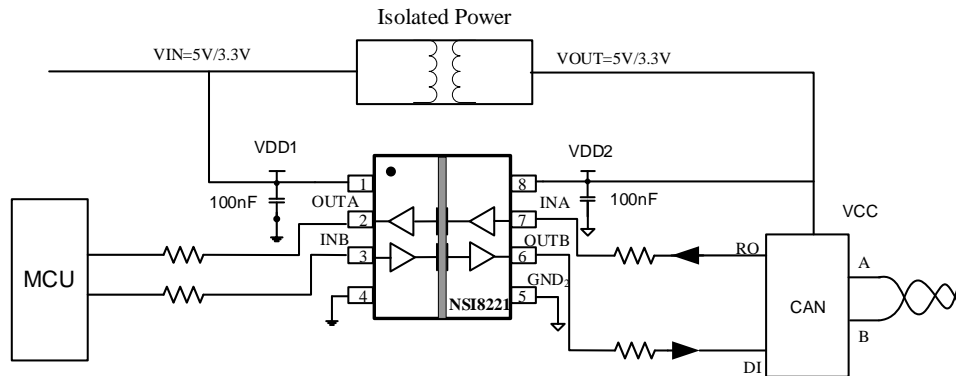 Isolated Power
VIN=5V/3.3V
VOUT=5V/3.3V
VDD1
VDD2
100nF
100nF
1
8
OUTA
INA
2
7
VCC
INB
OUTB
3
6
RO
A
MCU
GND2
CAN
4
5
NSI8221
B
DI